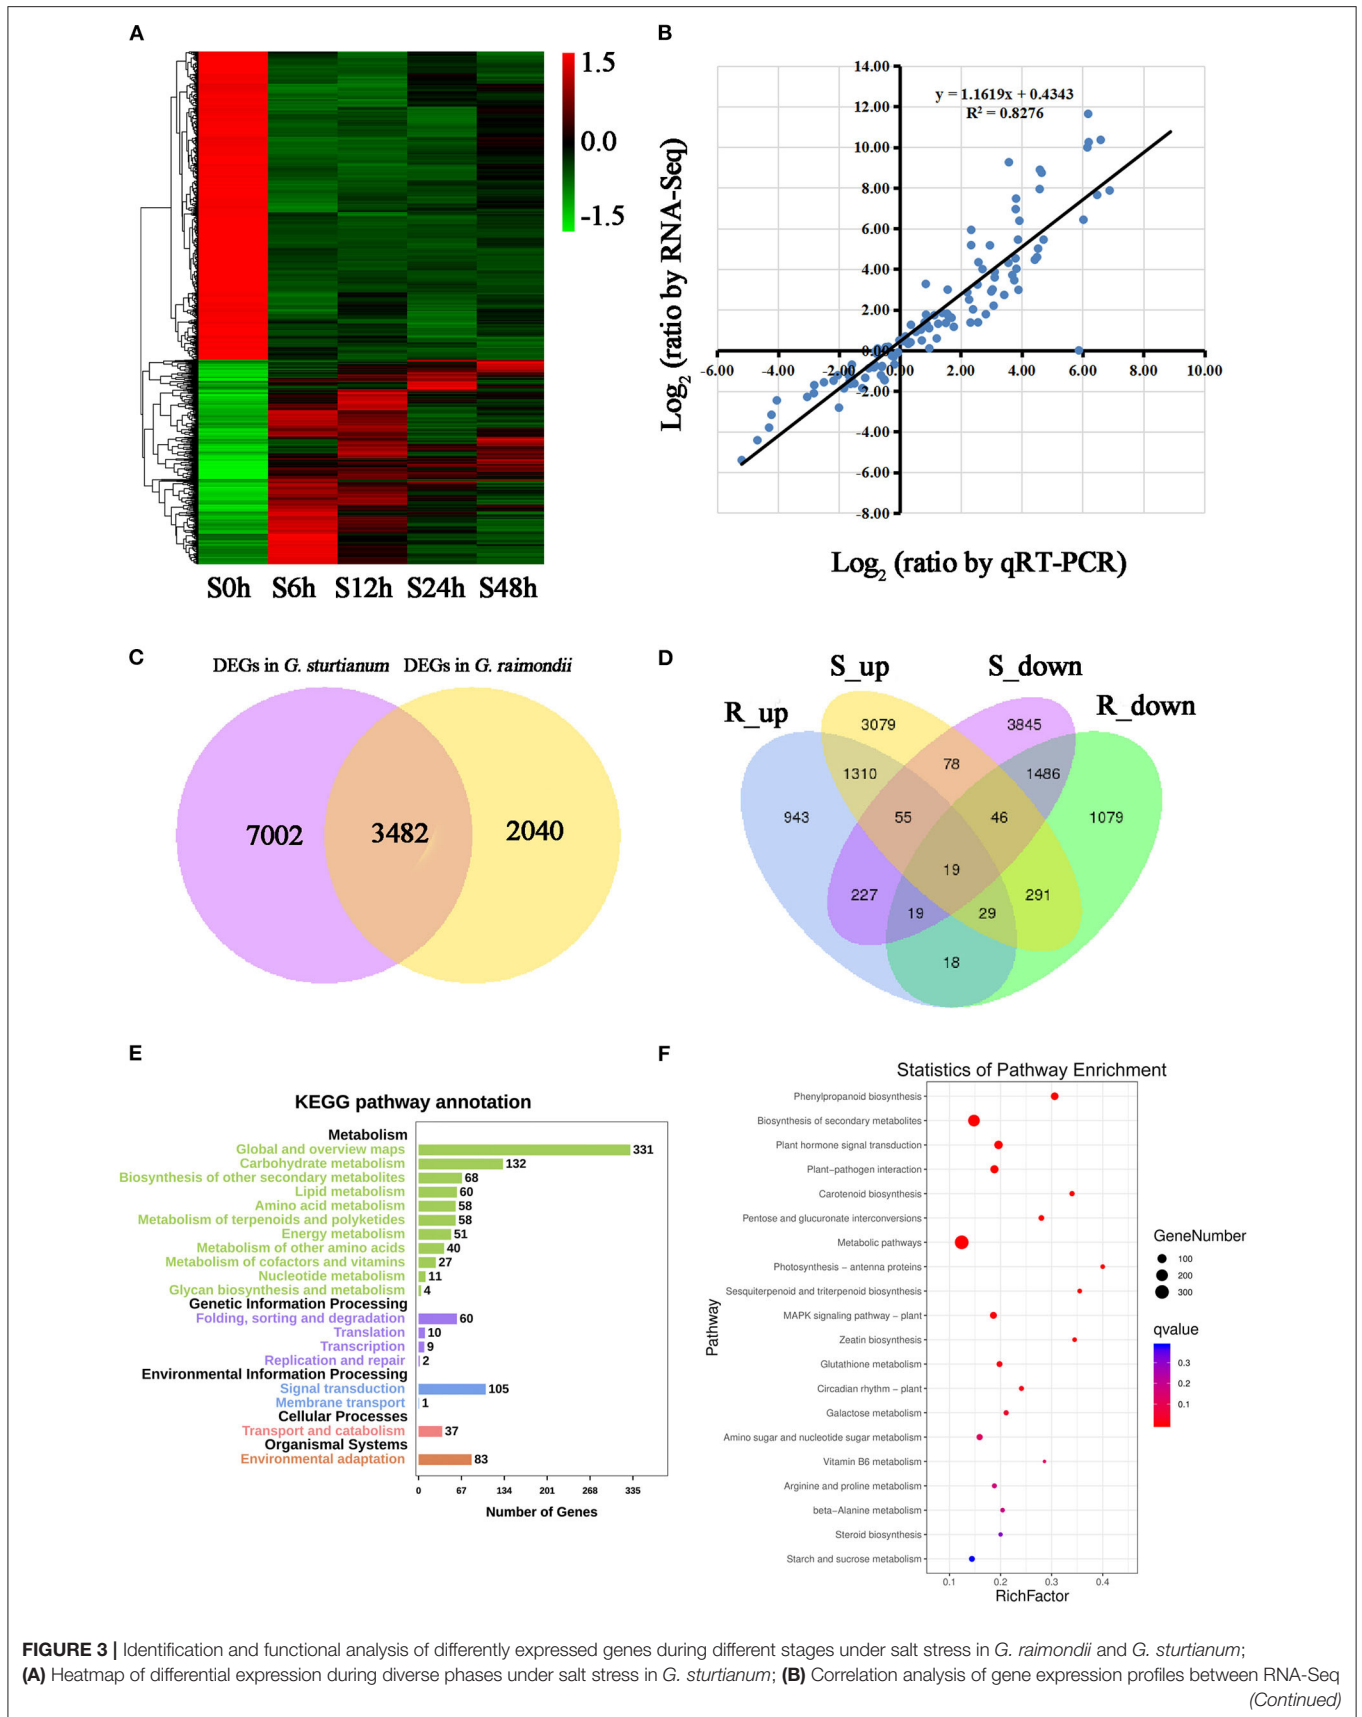 A
1.5
0.0
-1.5
S0h S6h S12h S24h S48h
B
Log2 (ratio by RNA-Seq)
14.00
12.00
10.00
8.00
6.00
4.00
2.00
0.00
-2.00
-4.00
-6.00
-8.00
y = 1.1619x + 0.4343
R² = 0.8276
-6.00 -4.00 -2.00 0.00 2.00 4.00 6.00 8.00 10.00
Log2 (ratio by qRT-PCR)
C
DEGs in G. sturtianum DEGs in G. raimondii
7002 3482 2040
D
R_up S_up S_down R_down
3079 3845
78
1310 1486
943 55 46 1079
19
227 291
19 29
18
E
KEGG pathway annotation
Metabolism
Global and overview maps 331
Carbohydrate metabolism 132
Biosynthesis of other secondary metabolites 68
Lipid metabolism 60
Amino acid metabolism 58
Metabolism of terpenoids and polyketides 58
Energy metabolism 51
Metabolism of other amino acids 40
Metabolism of cofactors and vitamins 27
Nucleotide metabolism 11
Glycan biosynthesis and metabolism 4
Genetic Information Processing
Folding, sorting and degradation 60
Translation 10
Transcription 9
Replication and repair 2
Environmental Information Processing
Signal transduction 105
Membrane transport 1
Cellular Processes
Transport and catabolism 37
Organismal Systems
Environmental adaptation 83
0 67 134 201 268 335
Number of Genes
F
Statistics of Pathway Enrichment
Pathway
Phenylpropanoid biosynthesis
Biosynthesis of secondary metabolites
Plant hormone signal transduction
Plant−pathogen interaction
Carotenoid biosynthesis
Pentose and glucuronate interconversions
Metabolic pathways
Photosynthesis − antenna proteins
Sesquiterpenoid and triterpenoid biosynthesis
MAPK signaling pathway − plant
Zeatin biosynthesis
Glutathione metabolism
Circadian rhythm − plant
Galactose metabolism
Amino sugar and nucleotide sugar metabolism
Vitamin B6 metabolism
Arginine and proline metabolism
beta−Alanine metabolism
Steroid biosynthesis
Starch and sucrose metabolism
0.1 0.2 0.3 0.4
RichFactor
GeneNumber
100
200
300
qvalue
0.3
0.2
0.1
FIGURE 3 | Identification and functional analysis of differently expressed genes during different stages under salt stress in G. raimondii and G. sturtianum;
(A) Heatmap of differential expression during diverse phases under salt stress in G. sturtianum; (B) Correlation analysis of gene expression profiles between RNA-Seq
(Continued)